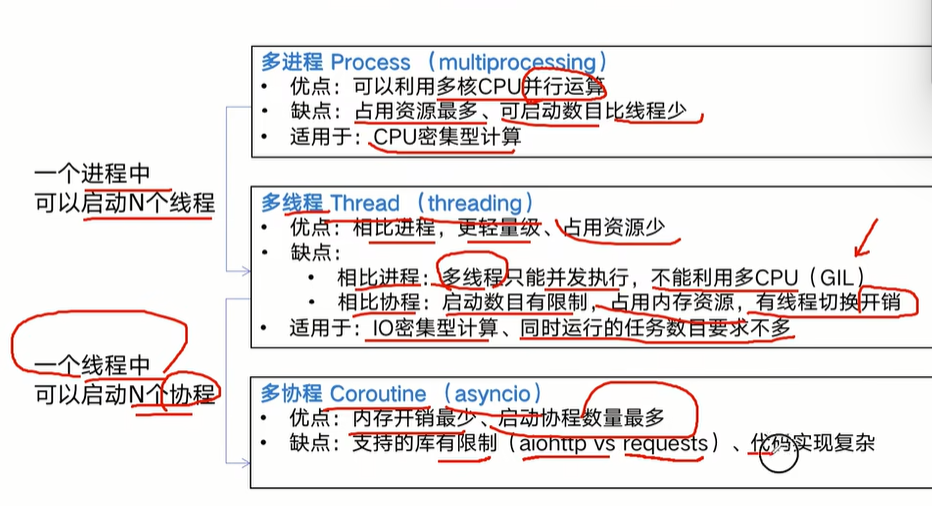 多进程 Process （multiprocessing）
• 优点：可以利用多核CPU并行运算
• 缺点：占用资源最多、可启动数目比线程少
• 适用于：CPU密集型计算
一个进程中
可以启动N个线程
多线程 Thread （threading）
• 优点：相比进程，更轻量级、占用资源少
• 缺点：
• 相比进程：多线程只能并发执行，不能利用多CPU（GIL）
• 相比协程：启动数目有限制，占用内存资源，有线程切换开销
• 适用于：IO密集型计算、同时运行的任务数目要求不多
一个线程中
可以启动N个协程
多协程 Coroutine （asyncio）
• 优点：内存开销最少、启动协程数量最多
• 缺点：支持的库有限制（aiohttp vs requests）、代码实现复杂